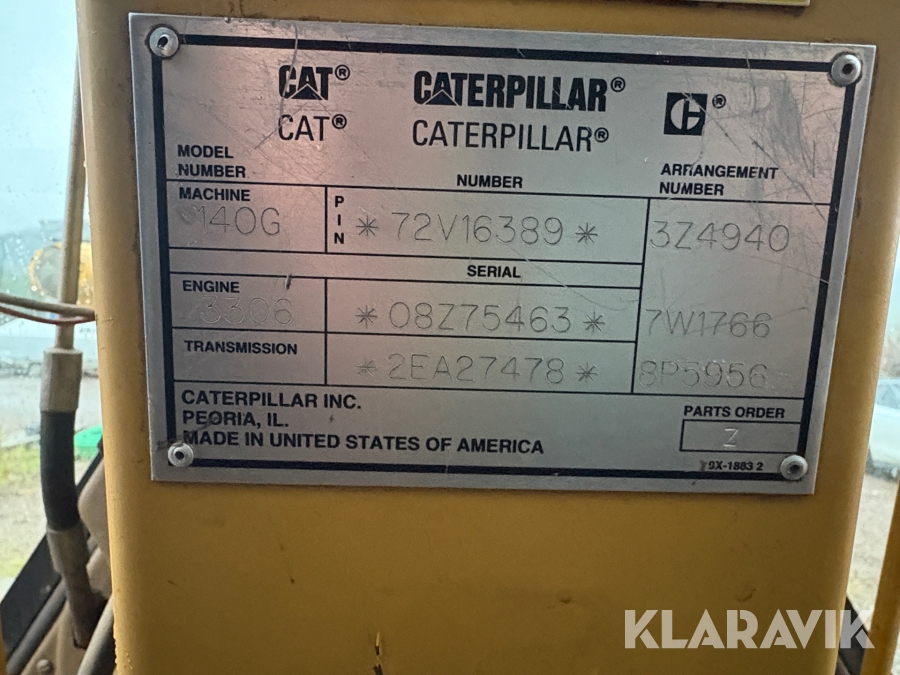 CAT® CATERPILLAR® ®
CAT® CATERPILLAR®
MODEL NUMBER NUMBER ARRANGEMENT NUMBER
MACHINE 140G PIN *72V16389* 3Z4940
SERIAL
ENGINE 3306 *08Z75463* 7W1766
TRANSMISSION *2EA27478* 8P5956
CATERPILLAR INC.
PEORIA, IL.
MADE IN UNITED STATES OF AMERICA
PARTS ORDER
Z
9X-1883 2
KLARAVIK